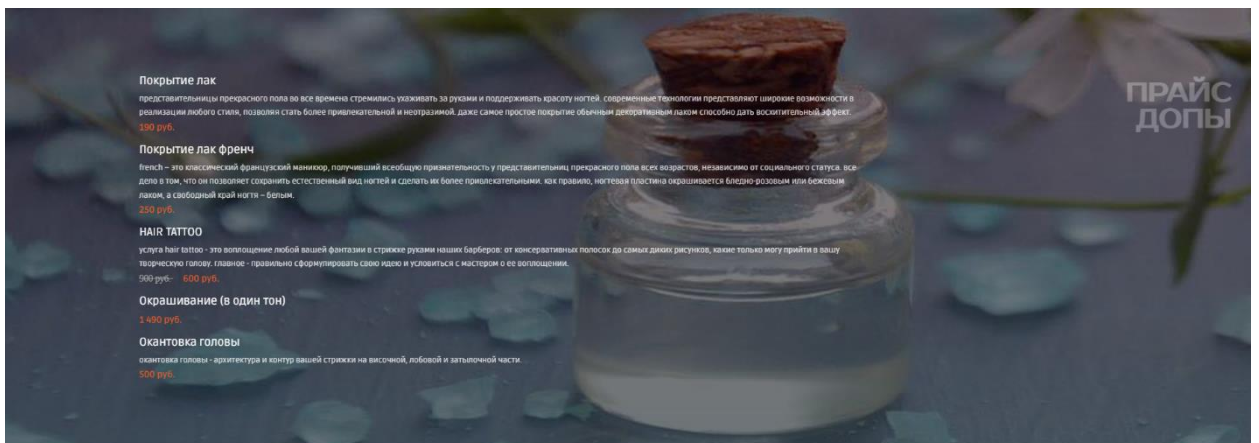 Покрытие лак
представительницы прекрасного пола во все времена стремились ухаживать за руками и поддерживать красоту ногтей. современные технологии представляют широкие возможности в
реализации любого стиля, позволяя стать более привлекательной и неотразимой. даже самое простое покрытие обычным декоративным лаком способно дать восхитительный эффект.
190 руб.
Покрытие лак френч
french – это классический французский маникюр, получивший всеобщую признательность у представительниц прекрасного пола всех возрастов, независимо от социального статуса. все
дело в том, что он позволяет сохранить естественный вид ногтей и сделать их более привлекательными. как правило, ногтевая пластина окрашивается бледно-розовым или бежевым
лаком, а свободный край ногтя – белым.
250 руб.
HAIR TATTOO
услуга hair tattoo - это воплощение любой вашей фантазии в стрижке руками наших барберов: от консервативных полосок до самых диких рисунков, какие только могу прийти в вашу
творческую голову. главное - правильно сформулировать свою идею и условиться с мастером о ее воплощении.
900 руб. 600 руб.
Окрашивание (в один тон)
1 490 руб.
Окантовка головы
окантовка головы - архитектура и контур вашей стрижки на височной, лобовой и затылочной части.
500 руб.
ПРАЙС
ДОПЫ